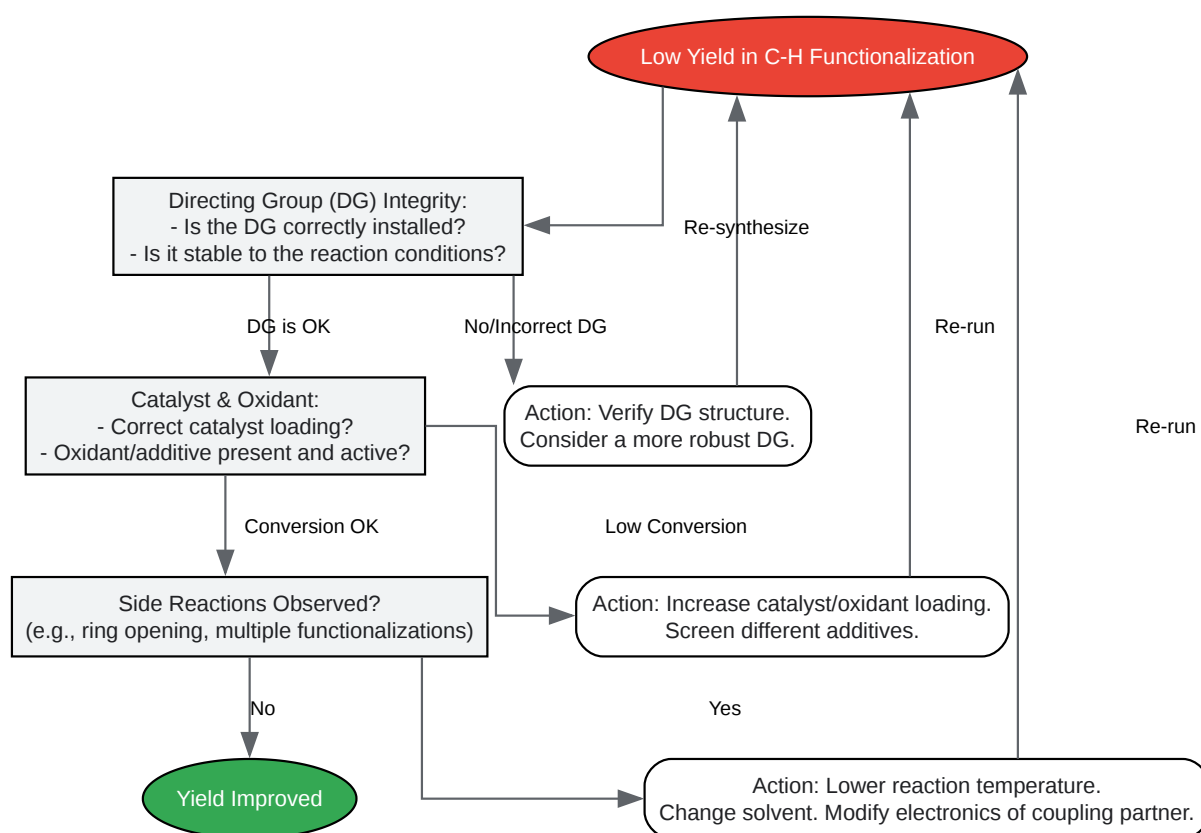 Low Yield in C-H Functionalization
Directing Group (DG) Integrity:
- Is the DG correctly installed?
- Is it stable to the reaction conditions?
Re-synthesize
DG is OK
No/Incorrect DG
Re-run
Catalyst & Oxidant:
- Correct catalyst loading?
- Oxidant/additive present and active?
Action: Verify DG structure.
Consider a more robust DG.
Re-run
Conversion OK
Low Conversion
Side Reactions Observed?
(e.g., ring opening, multiple functionalizations)
Action: Increase catalyst/oxidant loading.
Screen different additives.
No
Yes
Yield Improved
Action: Lower reaction temperature.
Change solvent. Modify electronics of coupling partner.